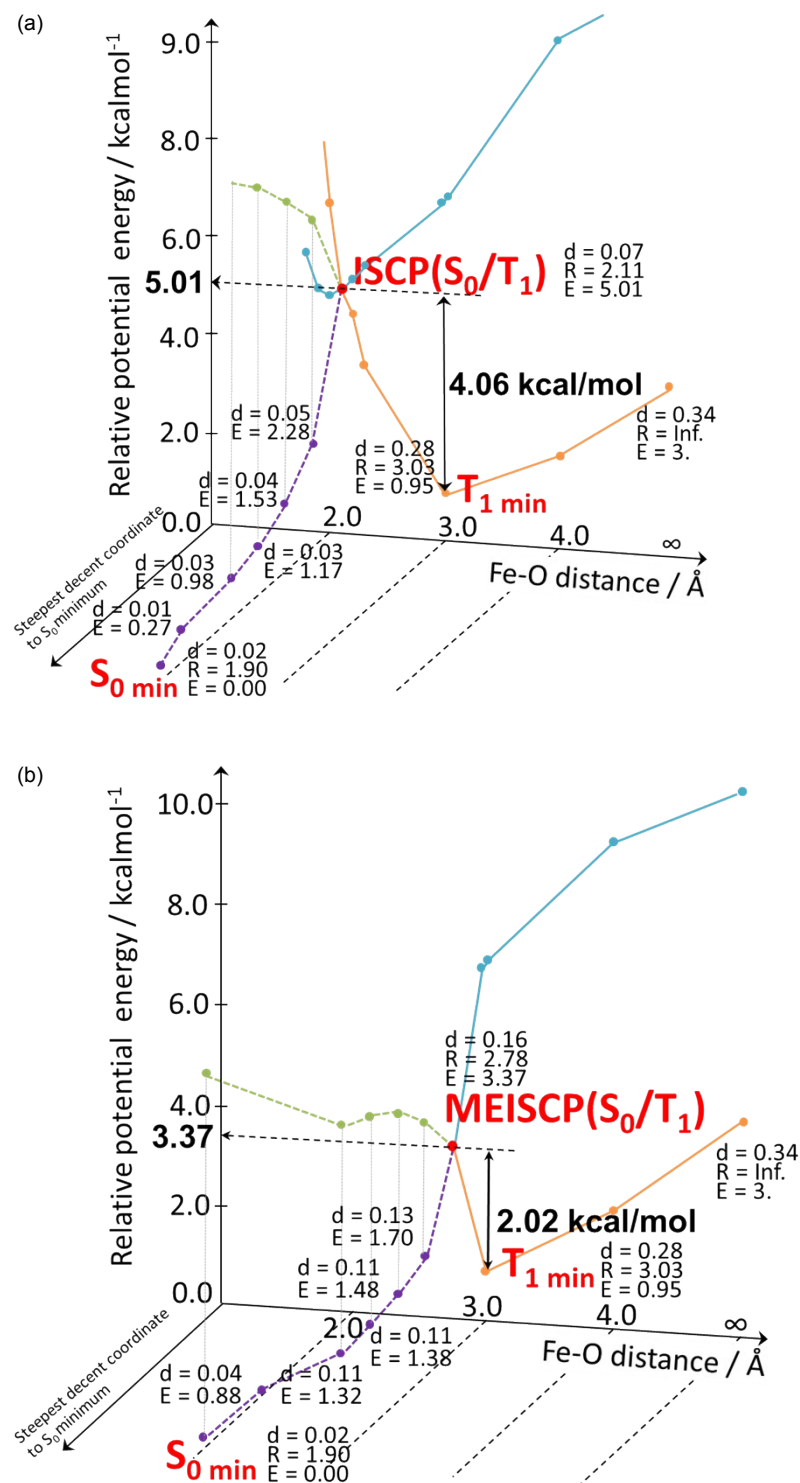 (a)
Relative potential energy / kcalmol-1
9.0
8.0
6.0
5.01
4.0
2.0
0.0
ISCP(S0/T1)
d = 0.07
R = 2.11
E = 5.01
4.06 kcal/mol
d = 0.34
R = Inf.
E = 3.
d = 0.28
R = 3.03
E = 0.95
T1 min
d = 0.05
E = 2.28
d = 0.04
E = 1.53
d = 0.03
E = 1.17
d = 0.03
E = 0.98
d = 0.01
E = 0.27
d = 0.02
R = 1.90
E = 0.00
S0 min
2.0
3.0
4.0
∞
Fe-O distance / Å
Steepest decent coordinate
to S0 minimum
(b)
Relative potential energy / kcalmol-1
10.0
8.0
6.0
4.0
3.37
2.0
0.0
d = 0.16
R = 2.78
E = 3.37
MEISCP(S0/T1)
2.02 kcal/mol
d = 0.34
R = Inf.
E = 3.
T1 min
d = 0.28
R = 3.03
E = 0.95
d = 0.13
E = 1.70
d = 0.11
E = 1.48
d = 0.11
E = 1.38
d = 0.11
E = 1.32
d = 0.04
E = 0.88
d = 0.02
R = 1.90
E = 0.00
S0 min
2.0
3.0
4.0
∞
Fe-O distance / Å
Steepest decent coordinate
to S0 minimum